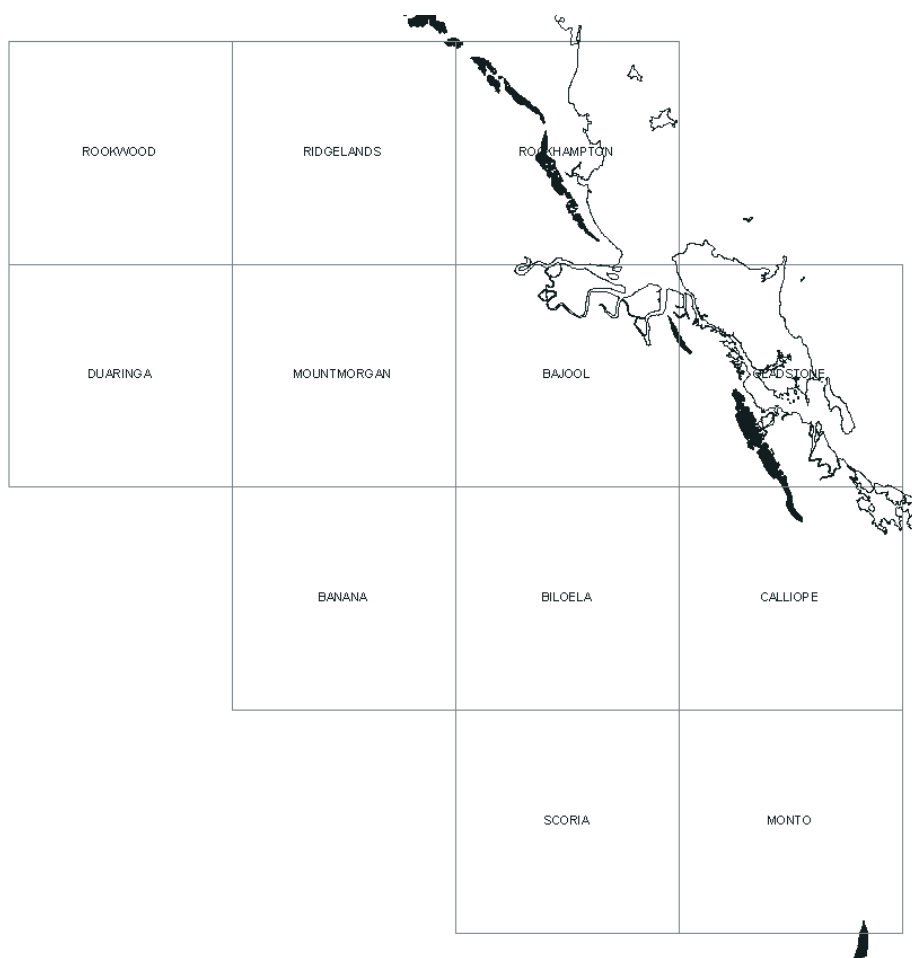 ROOKWOOD
RIDGELANDS
ROCKHAMPTON
DUARINGA
MOUNTMORGAN
BAJOOL
GLADSTONE
BANANA
BILOELA
CALLIOPE
SCORIA
MONTO